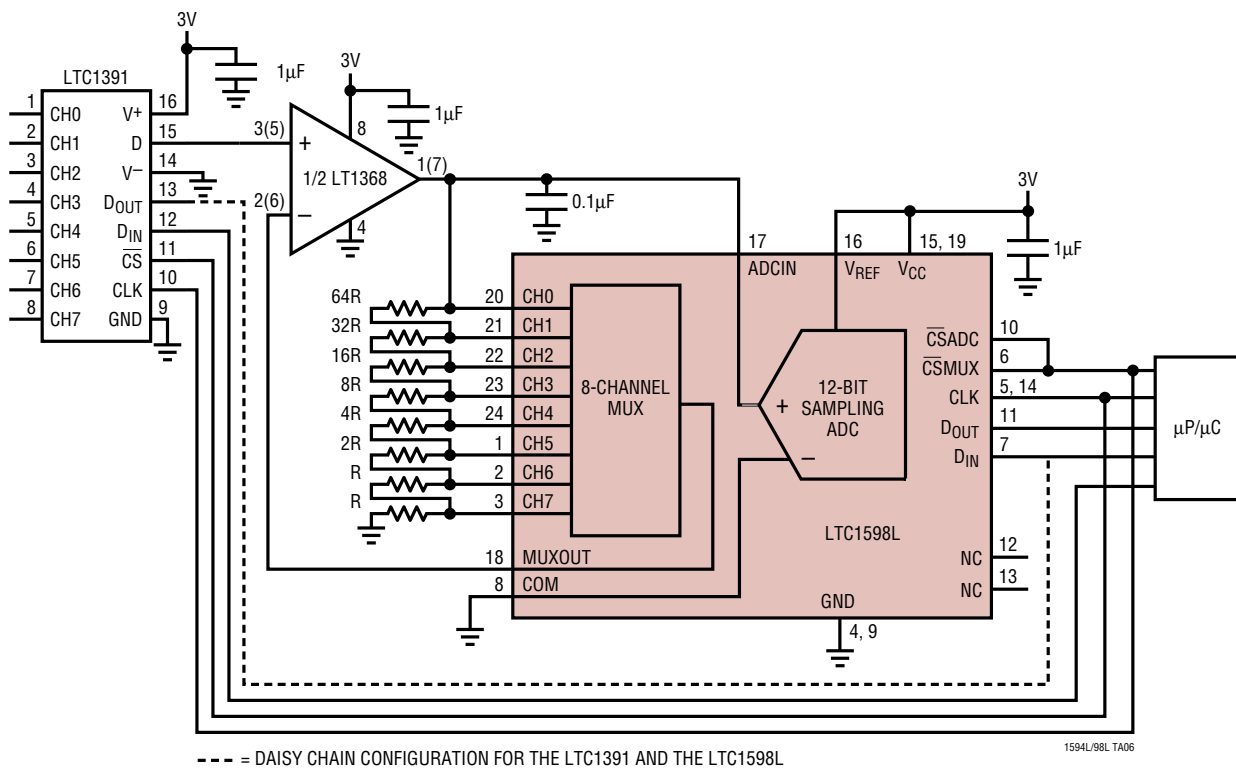 3V
1µF
LTC1391
1 CH0 V+ 16
2 CH1 D 15
3 CH2 V– 14
4 CH3 DOUT 13
5 CH4 DIN 12
6 CH5 CS 11
7 CH6 CLK 10
8 CH7 GND 9
3V
1µF
8
3(5)
+
1/2 LT1368
1(7)
2(6)
–
4
0.1µF
3V
1µF
17
ADCIN
16
VREF
15, 19
VCC
64R
20 CH0
32R
21 CH1
16R
22 CH2
8R
23 CH3
4R
24 CH4
2R
1 CH5
R
2 CH6
R
3 CH7
8-CHANNEL
MUX
+
12-BIT
SAMPLING
ADC
–
CSADC 10
CSMUX 6
CLK 5, 14
DOUT 11
DIN 7
µP/µC
18 MUXOUT
8 COM
LTC1598L
NC 12
NC 13
GND
4, 9
1594L/98L TA06
= DAISY CHAIN CONFIGURATION FOR THE LTC1391 AND THE LTC1598L